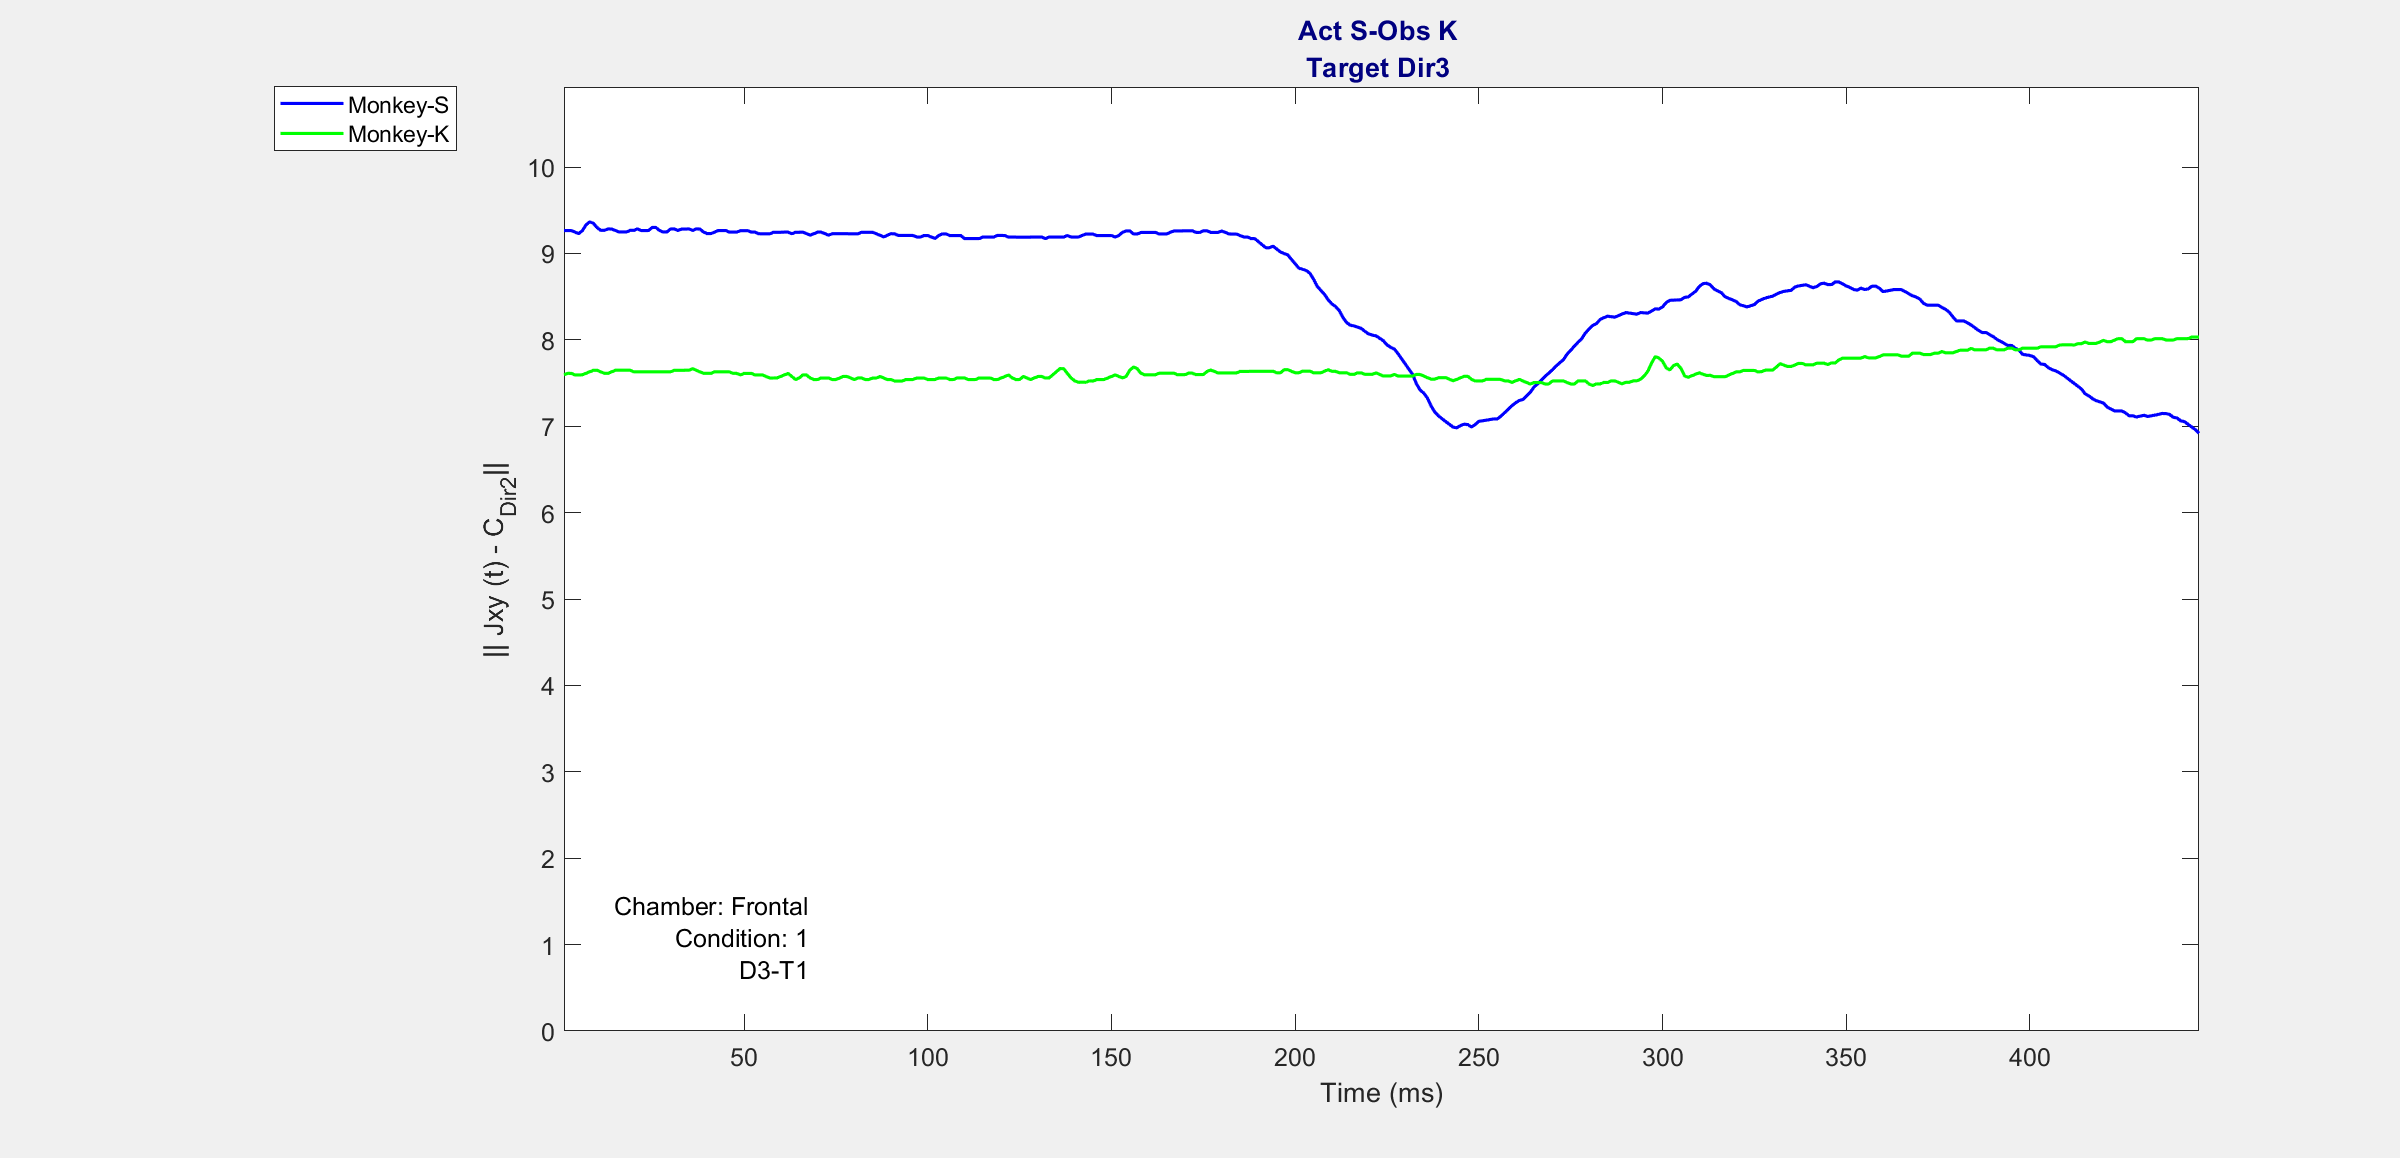 Act S-Obs K
Target Dir3
Monkey-S
Monkey-K
10
9
8
7
6
5
4
3
2
1
0
|| Jxy (t) - C_Dir2||
Chamber: Frontal
Condition: 1
D3-T1
50 100 150 200 250 300 350 400
Time (ms)